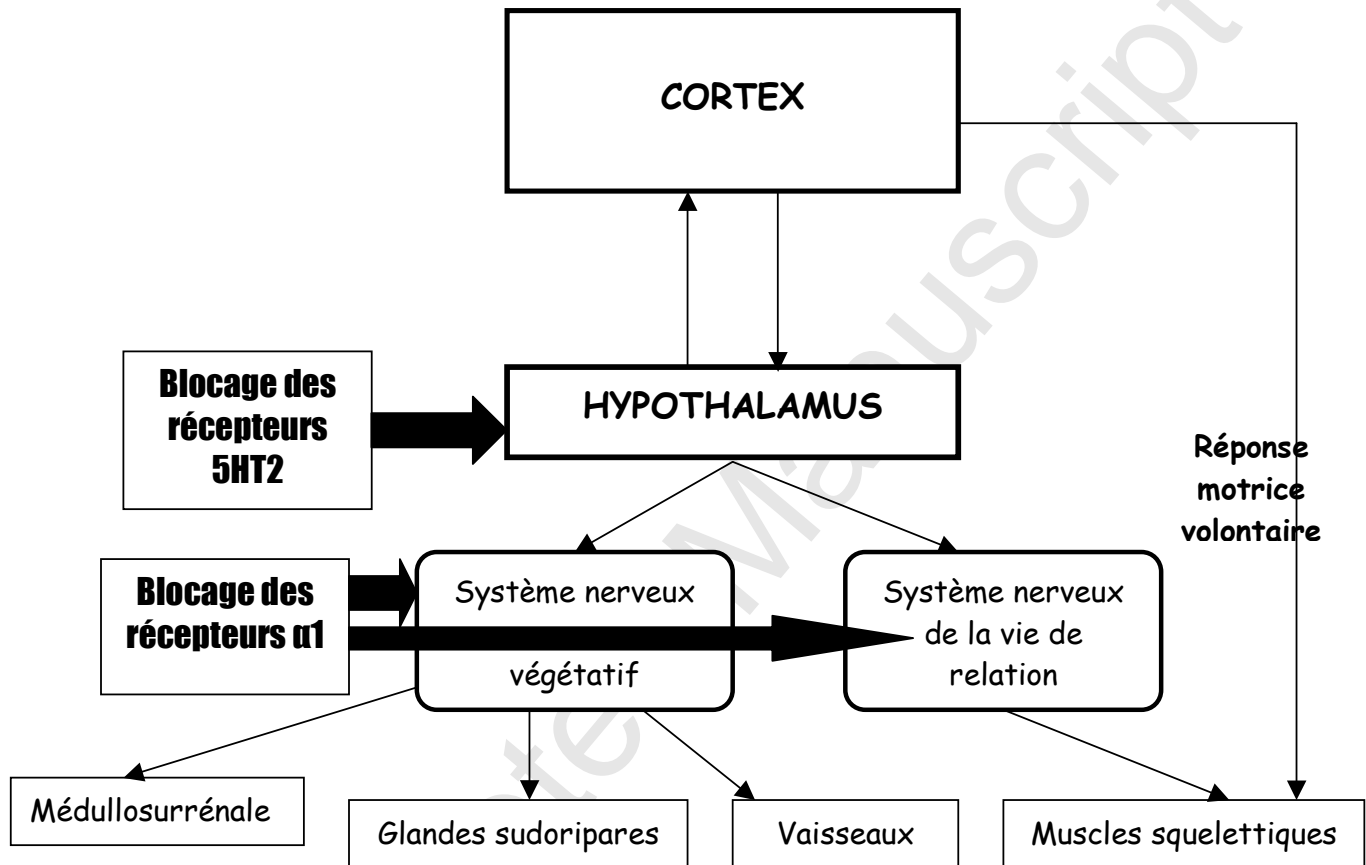 CORTEX
Blocage des
récepteurs
5HT2
HYPOTHALAMUS
Réponse
motrice
volontaire
Blocage des
récepteurs α1
Système nerveux
végétatif
Système nerveux
de la vie de
relation
Médullosurrénale
Glandes sudoripares
Vaisseaux
Muscles squelettiques
Manuscript